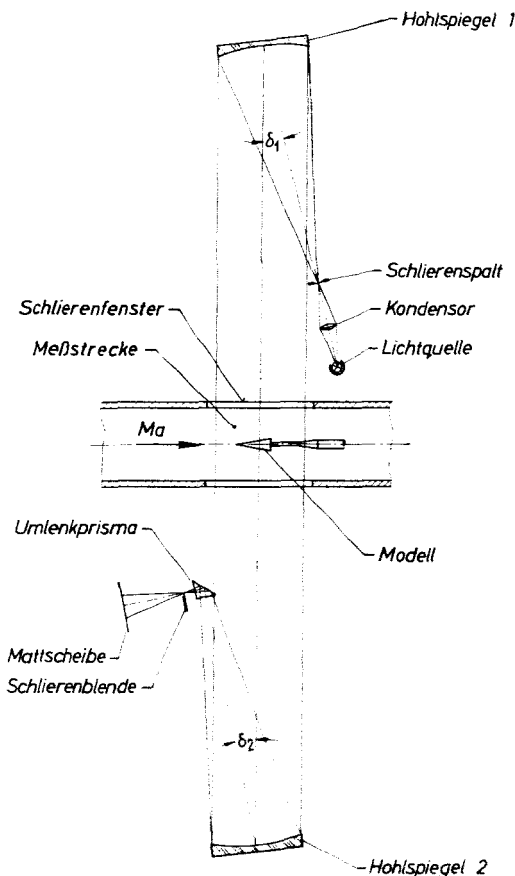 Hohlspiegel 1
δ1
Schlierenspalt
Kondensor
Schlierenfenster
Lichtquelle
Meßstrecke
Ma
Umlenkprisma
Modell
Mattscheibe
Schlierenblende
δ2
Hohlspiegel 2